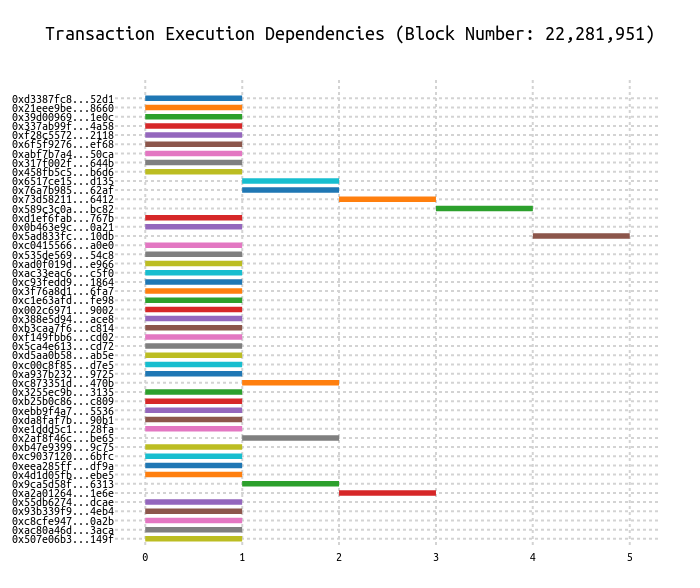 Transaction Execution Dependencies (Block Number: 22,281,951)
0xd3387fc8...52d1
0x21eee9be...8660
0x39d00969...1e0c
0x337ab99f...4a58
0xf28c5572...2118
0x6f5f9276...ef68
0xabf7b7a4...50ca
0x317f002f...644b
0x458fb5c5...b6d6
0x6517ce15...d135
0x76a7b985...62af
0x73d58211...6412
0x589c3c0a...bc82
0xd1ef6fab...767b
0x0b463e9c...0a21
0x5ad833fc...10db
0xc0415566...a0e0
0x535de569...54c8
0xad0f019d...e966
0xac33eac6...c5f0
0xc93fedd9...1864
0x3f76a8d1...6fa7
0xc1e63afd...fe98
0x002c6971...9002
0x388e5d94...ace8
0xb3caa7f6...c814
0xf149fbb6...cd02
0x5ca4e613...cd72
0xd5aa0b58...ab5e
0xc00c8f85...d7e5
0xa937b232...9725
0xc873351d...470b
0x3255ec9b...3135
0xb25b0c86...c809
0xebb9f4a7...5536
0xda8faf7b...90b1
0xe1ddd5c1...28fa
0x2af8f46c...be65
0xb47e9399...9c75
0xc9037120...6bfc
0xeea285ff...df9a
0x4d1d05fb...ebe5
0x9ca5d58f...6313
0xa2a01264...1e6e
0x55db6274...dcae
0x93b339f9...4eb4
0xc8cfe947...0a2b
0xac80a46d...3aca
0x507e06b3...149f
0 1 2 3 4 5